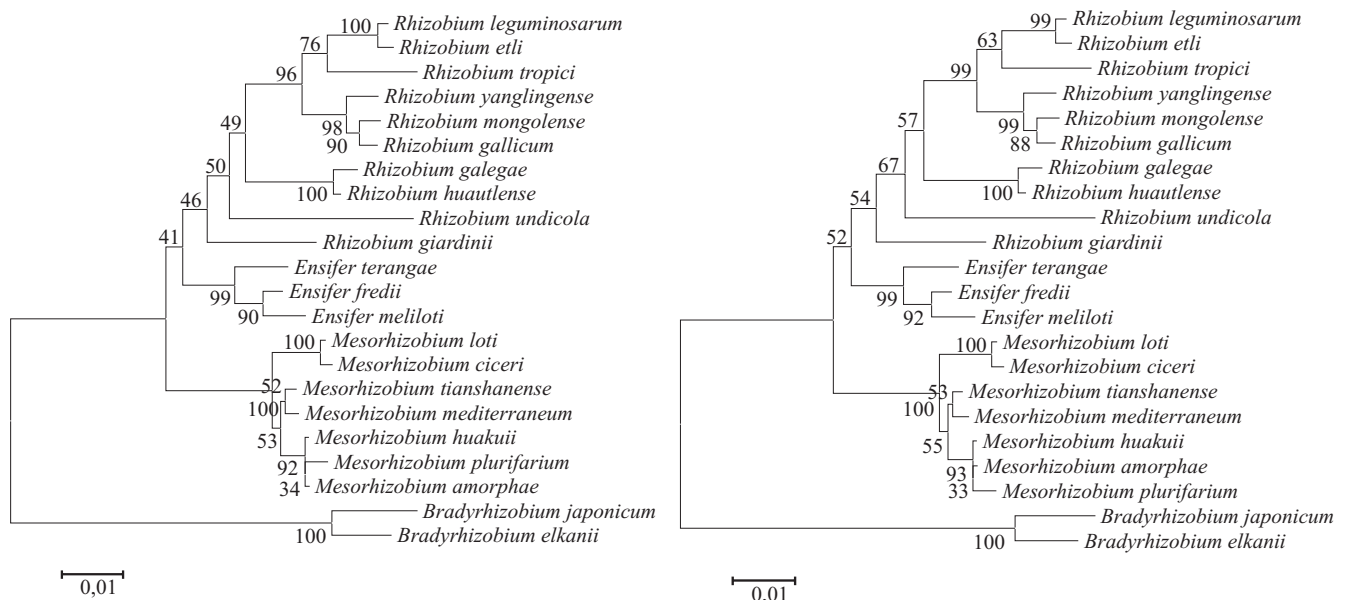 100
Rhizobium leguminosarum
Rhizobium etli
76
Rhizobium tropici
96
Rhizobium yanglingense
98
Rhizobium mongolense
90
Rhizobium gallicum
49
Rhizobium galegae
100
Rhizobium huautlense
50
Rhizobium undicola
46
Rhizobium giardinii
41
Ensifer terangae
99
Ensifer fredii
90
Ensifer meliloti
100
Mesorhizobium loti
Mesorhizobium ciceri
52
Mesorhizobium tianshanense
100
Mesorhizobium mediterraneum
53
Mesorhizobium huakuii
92
Mesorhizobium plurifarium
34
Mesorhizobium amorphae
Bradyrhizobium japonicum
100
Bradyrhizobium elkanii
0,01
99
Rhizobium leguminosarum
Rhizobium etli
63
Rhizobium tropici
99
Rhizobium yanglingense
99
Rhizobium mongolense
88
Rhizobium gallicum
57
Rhizobium galegae
100
Rhizobium huautlense
67
Rhizobium undicola
54
Rhizobium giardinii
52
Ensifer terangae
99
Ensifer fredii
92
Ensifer meliloti
100
Mesorhizobium loti
Mesorhizobium ciceri
53
Mesorhizobium tianshanense
100
Mesorhizobium mediterraneum
55
Mesorhizobium huakuii
93
Mesorhizobium amorphae
33
Mesorhizobium plurifarium
Bradyrhizobium japonicum
100
Bradyrhizobium elkanii
0,01